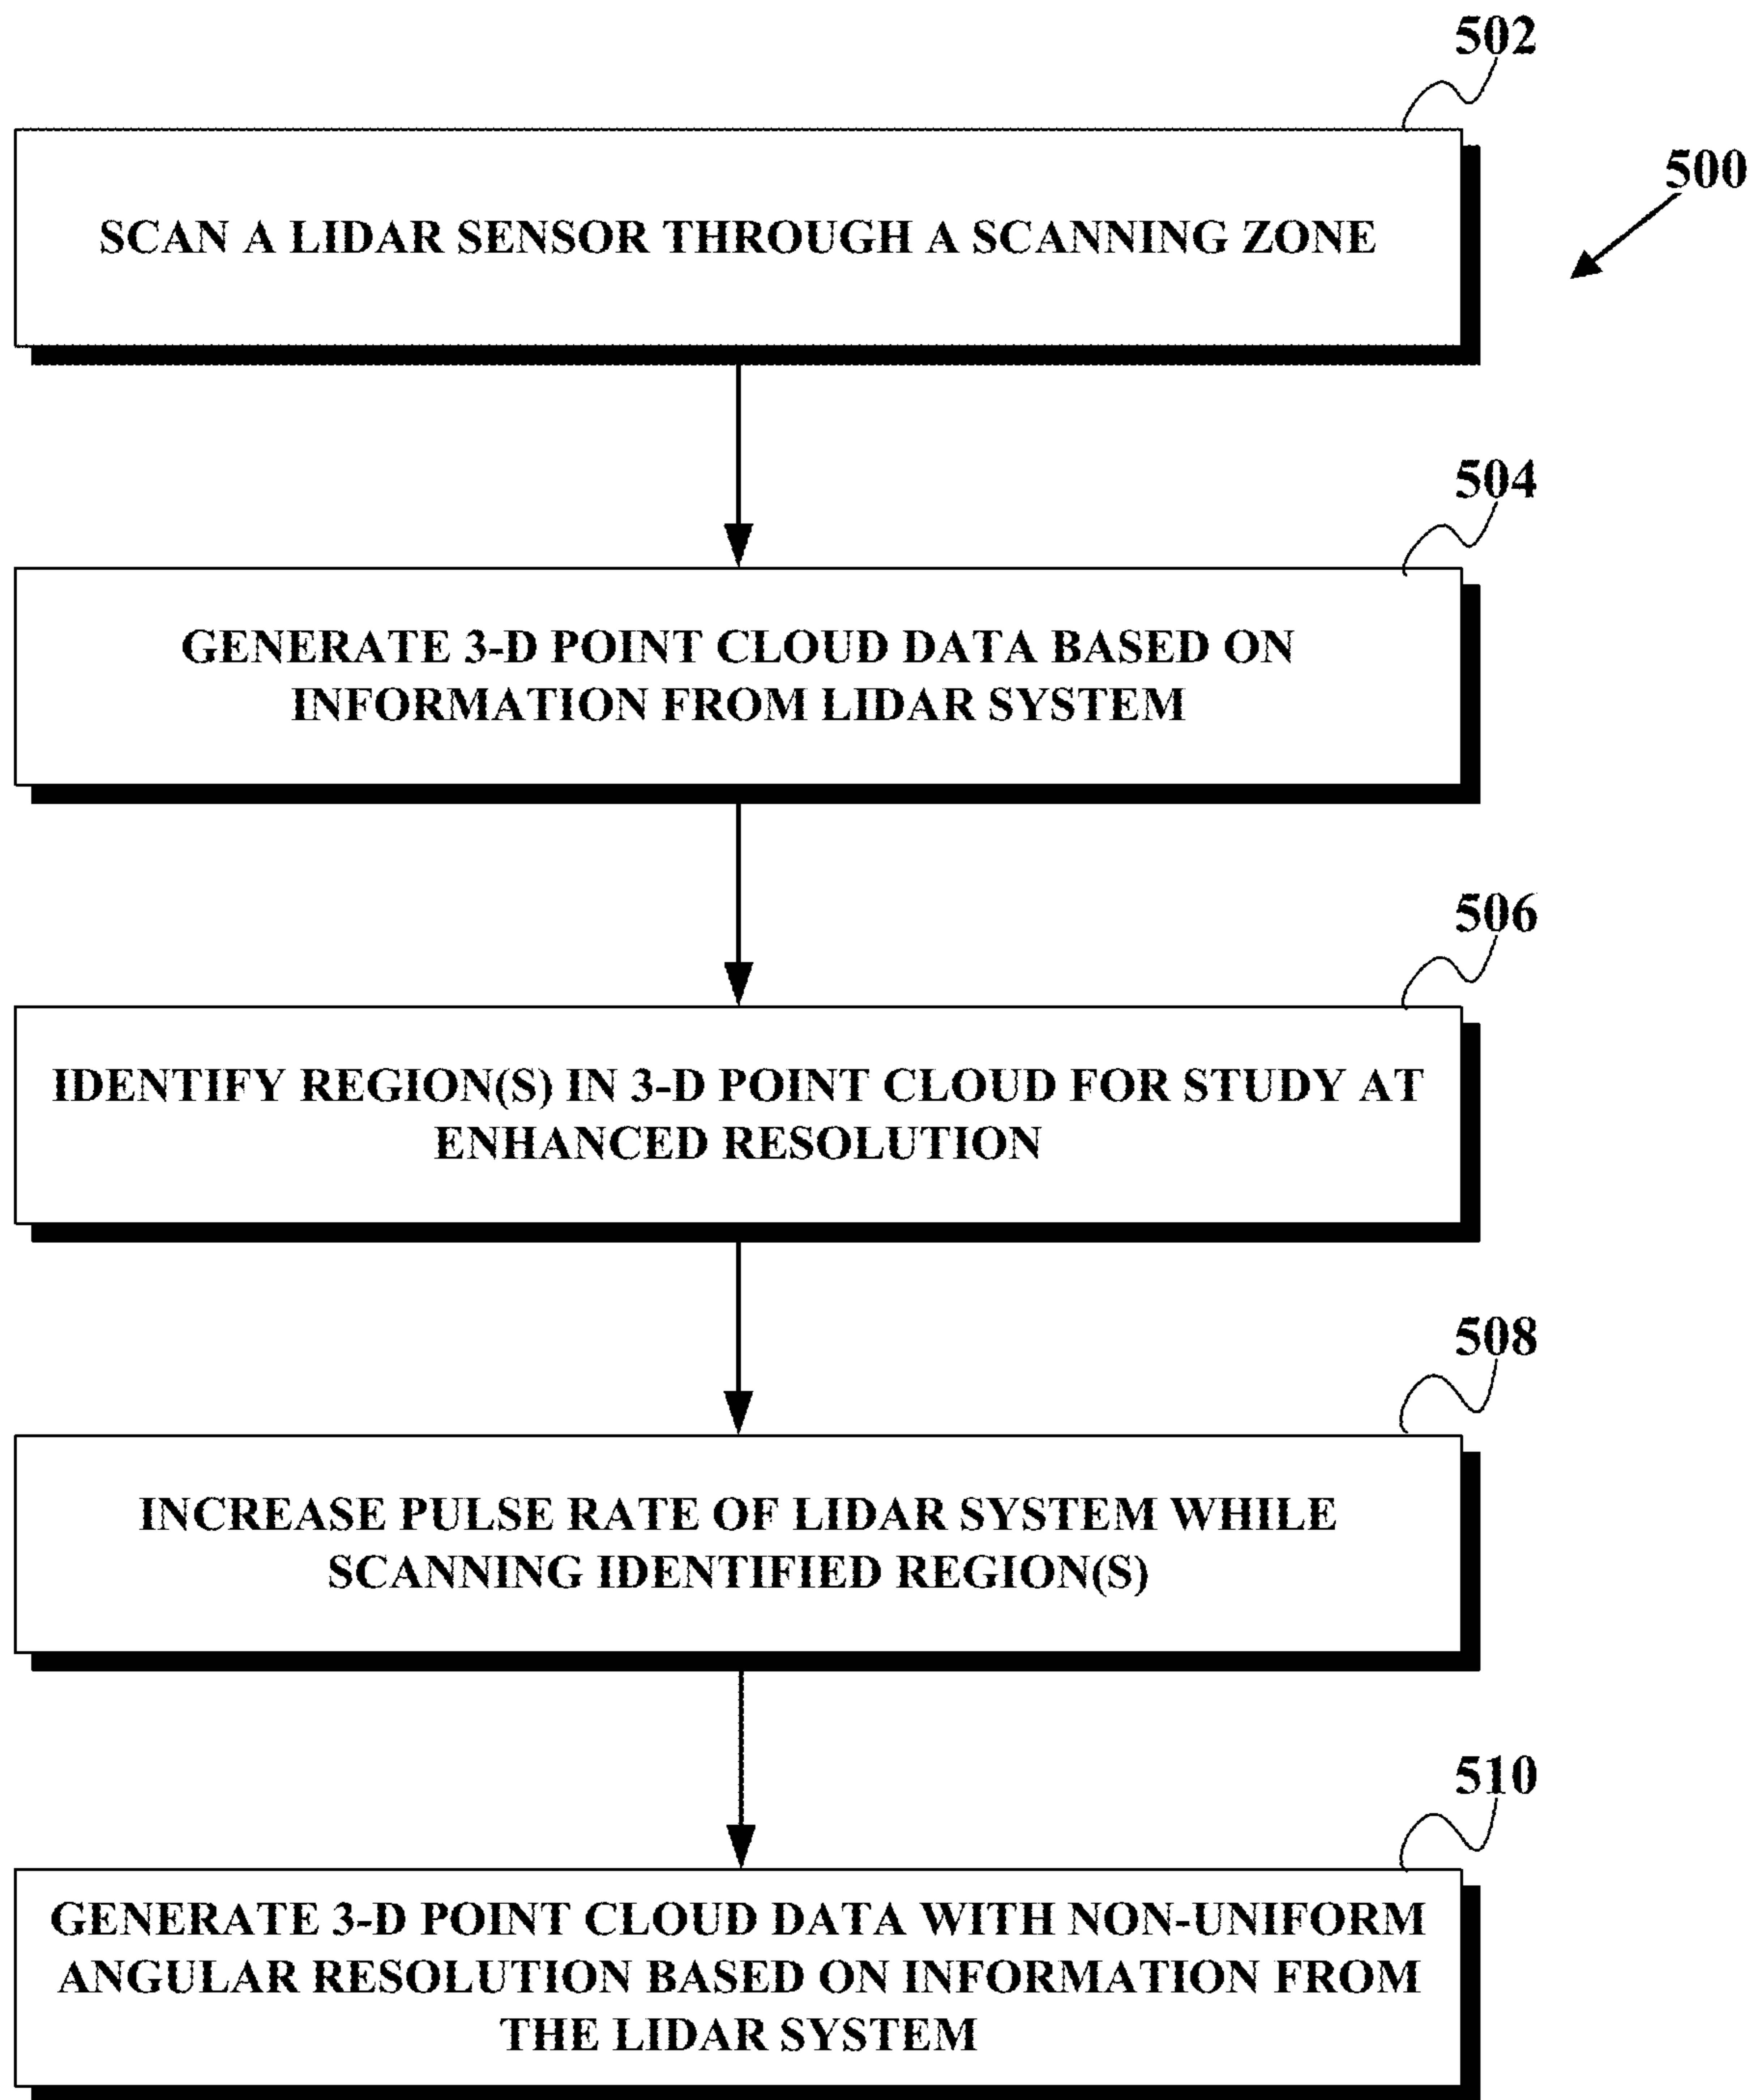 502
500
SCAN A LIDAR SENSOR THROUGH A SCANNING ZONE
504
GENERATE 3-D POINT CLOUD DATA BASED ON
INFORMATION FROM LIDAR SYSTEM
506
IDENTIFY REGION(S) IN 3-D POINT CLOUD FOR STUDY AT
ENHANCED RESOLUTION
508
INCREASE PULSE RATE OF LIDAR SYSTEM WHILE
SCANNING IDENTIFIED REGION(S)
510
GENERATE 3-D POINT CLOUD DATA WITH NON-UNIFORM
ANGULAR RESOLUTION BASED ON INFORMATION FROM
THE LIDAR SYSTEM